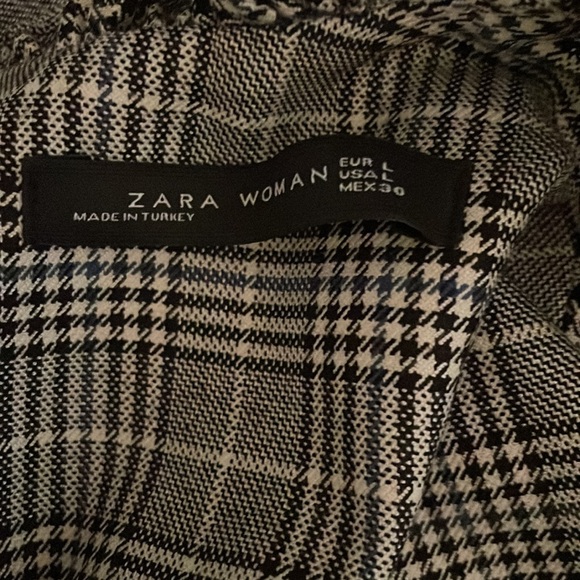 ZARA WOMAN
MADE IN TURKEY
EUR L
USA L
MEX 30